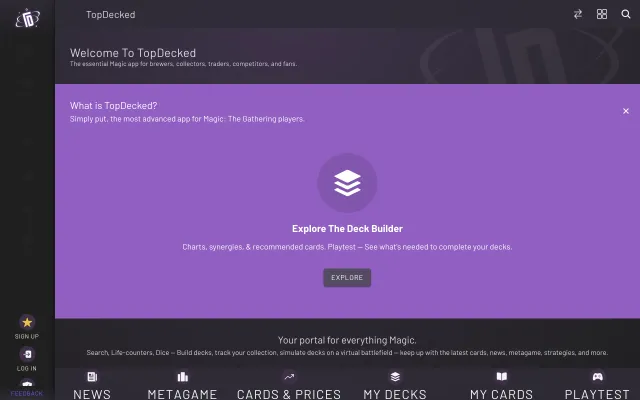 TopDecked
Welcome To TopDecked
The essential Magic app for brewers, collectors, traders, competitors, and fans.
What is TopDecked?
Simply put, the most advanced app for Magic: The Gathering players.
Explore The Deck Builder
Charts, synergies, & recommended cards. Playtest — See what's needed to complete your decks.
EXPLORE
SIGN UP
LOG IN
FEEDBACK
Your portal for everything Magic.
Search, Life-counters, Dice — Build decks, track your collection, simulate decks on a virtual battlefield — keep up with the latest cards, news, metagame, strategies, and more.
NEWS
METAGAME
CARDS & PRICES
MY DECKS
MY CARDS
PLAYTEST